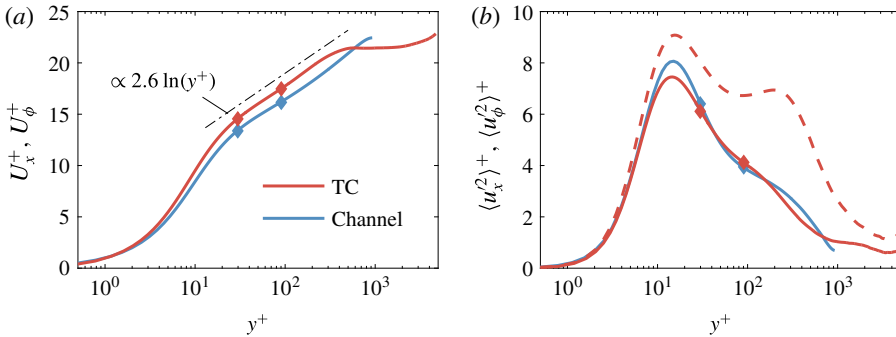 (a)
25
20
15
10
5
0
U_x^+, U_ϕ^+
∝ 2.6 ln(y^+)
TC
Channel
10^0
10^1
10^2
10^3
y^+
(b)
10
8
6
4
2
0
⟨u_x'^2⟩^+, ⟨u_ϕ'^2⟩^+
10^0
10^1
10^2
10^3
y^+